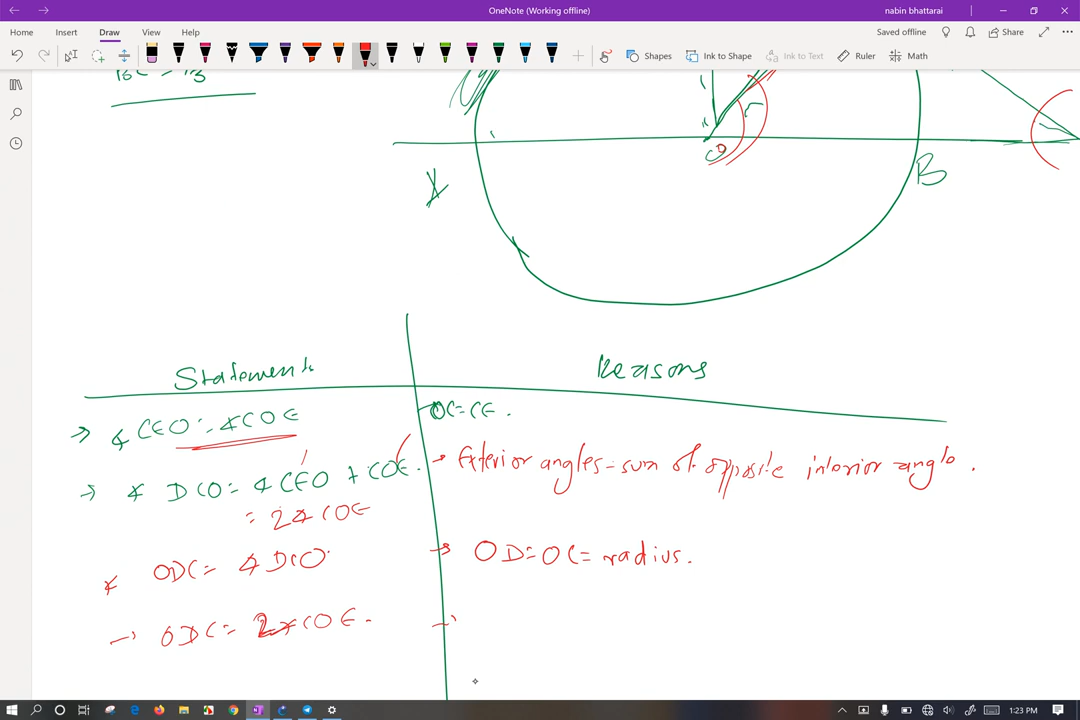 OneNote (Working offline)
nabin bhattarai
Home Insert Draw View Help
Saved offline
Share
Shapes
Ink to Shape
Ink to Text
Ruler
Math
O
B
Statements
Reasons
→ ∡ CEO = ∡COE
OC=CE.
→ ∡ DCO = ∡CEO + COE.
→ Exterior angles = sum of opposite interior angle.
= 2∡COE
∡ ODC = ∡DCO
→ OD=OC= radius.
→ ODC = 2∡COE.
→
1:23 PM